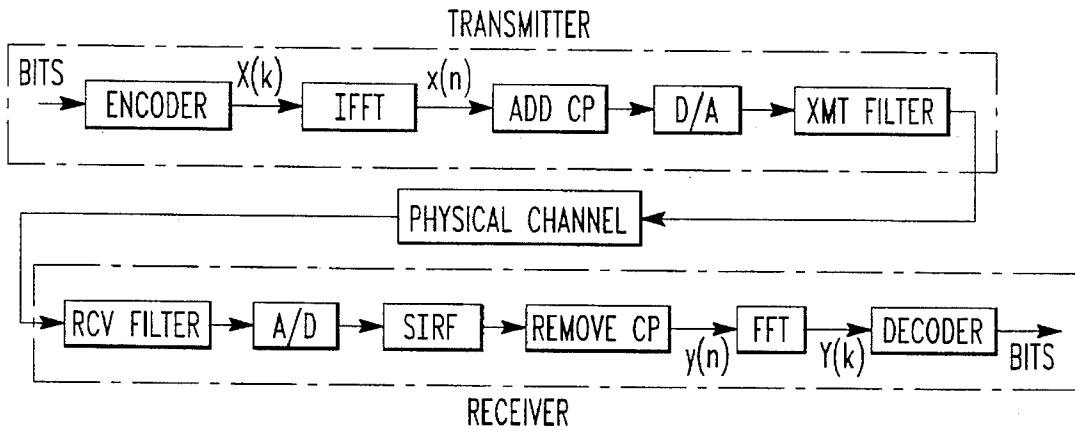 TRANSMITTER
BITS
X(k)
x(n)
ENCODER
IFFT
ADD CP
D/A
XMT FILTER
PHYSICAL CHANNEL
RCV FILTER
A/D
SIRF
REMOVE CP
y(n)
FFT
Y(k)
DECODER
BITS
RECEIVER